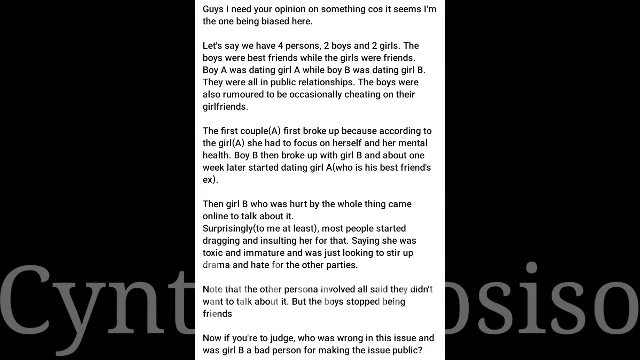 Guys I need your opinion on something cos it seems I'm
the one being biased here.
Let's say we have 4 persons, 2 boys and 2 girls. The
boys were best friends while the girls were friends.
Boy A was dating girl A while boy B was dating girl B.
They were all in public relationships. The boys were
also rumoured to be occasionally cheating on their
girlfriends.
The first couple(A) first broke up because according to
the girl(A) she had to focus on herself and her mental
health. Boy B then broke up with girl B and about one
week later started dating girl A(who is his best friend's
ex).
Then girl B who was hurt by the whole thing came
online to talk about it.
Surprisingly(to me at least), most people started
dragging and insulting her for that. Saying she was
toxic and immature and was just looking to stir up
drama and hate for the other parties.
Note that the other persona involved all said they didn't
want to talk about it. But the boys stopped being
friends
Now if you're to judge, who was wrong in this issue and
was girl B a bad person for making the issue public?